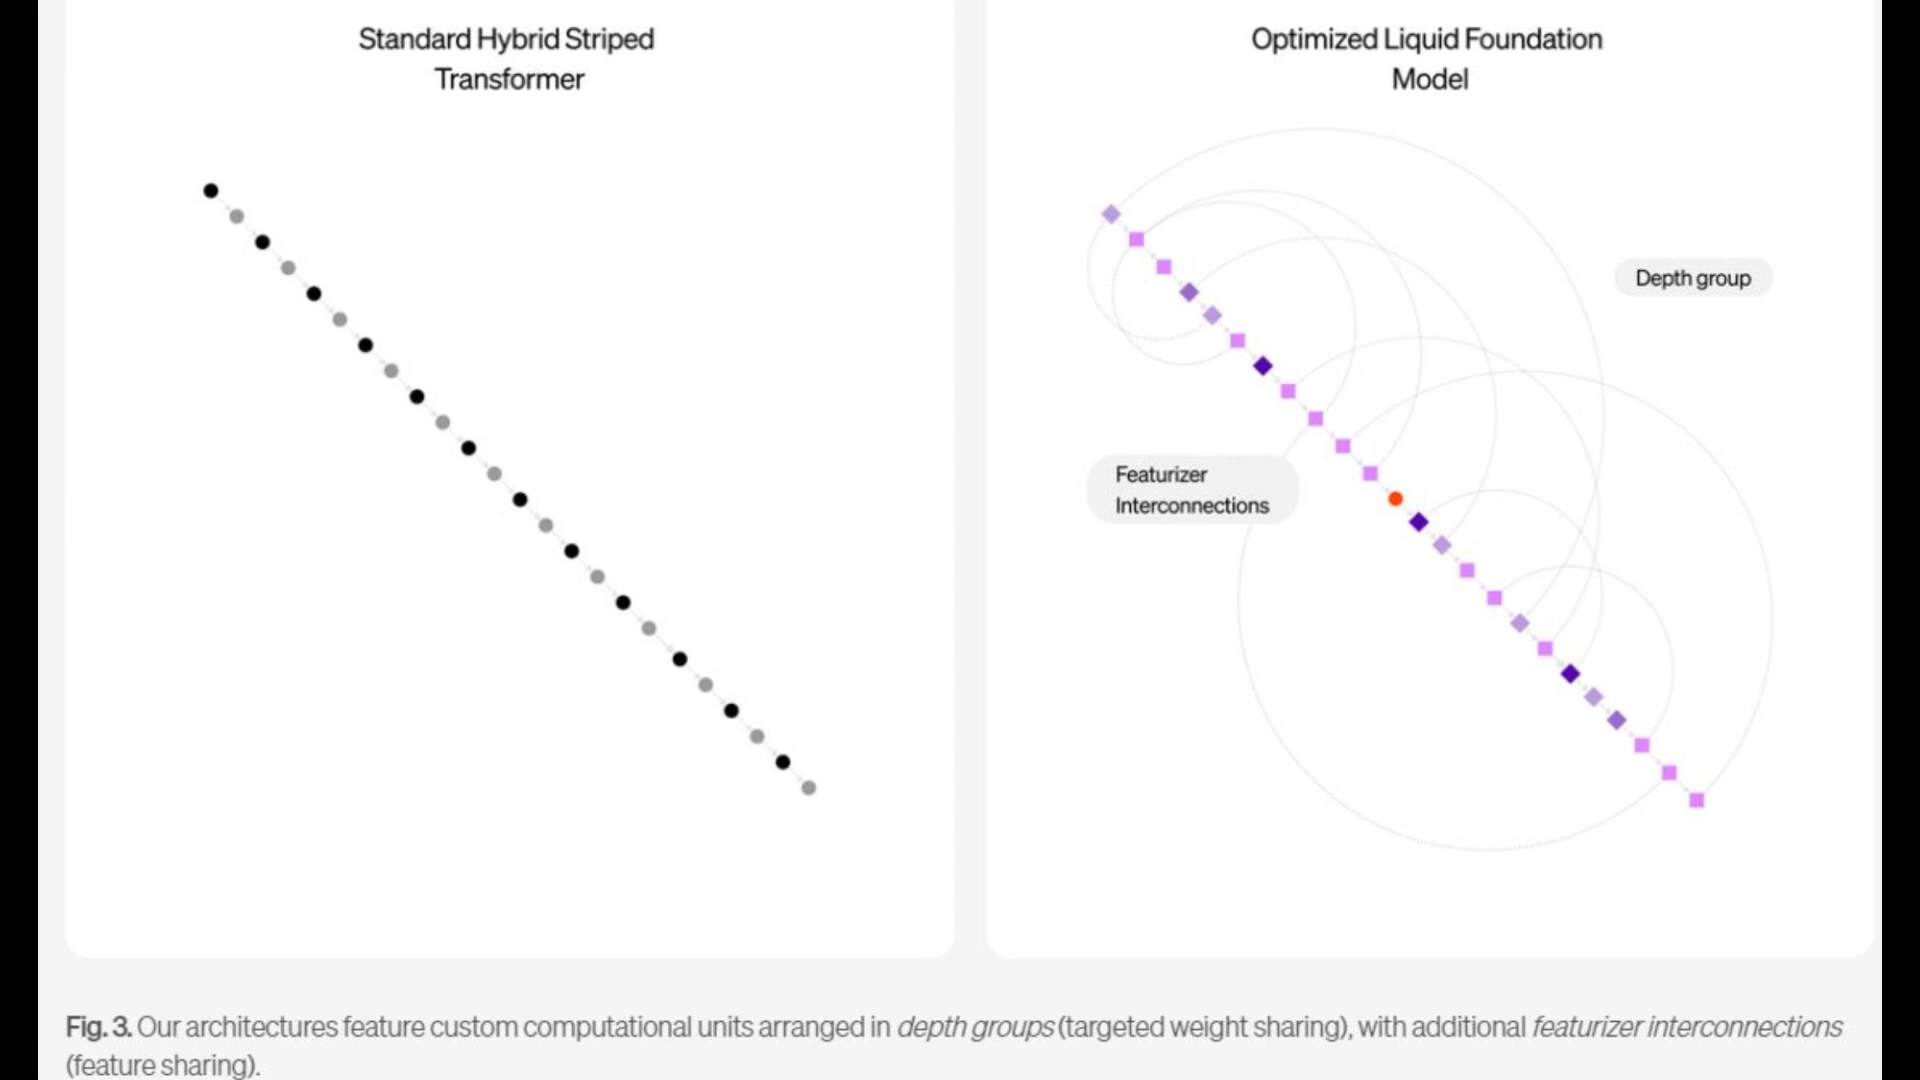 Standard Hybrid Striped
Transformer
Optimized Liquid Foundation
Model
Depth group
Featurizer
Interconnections
Fig. 3. Our architectures feature custom computational units arranged in depth groups (targeted weight sharing), with additional featurizer interconnections
(feature sharing).